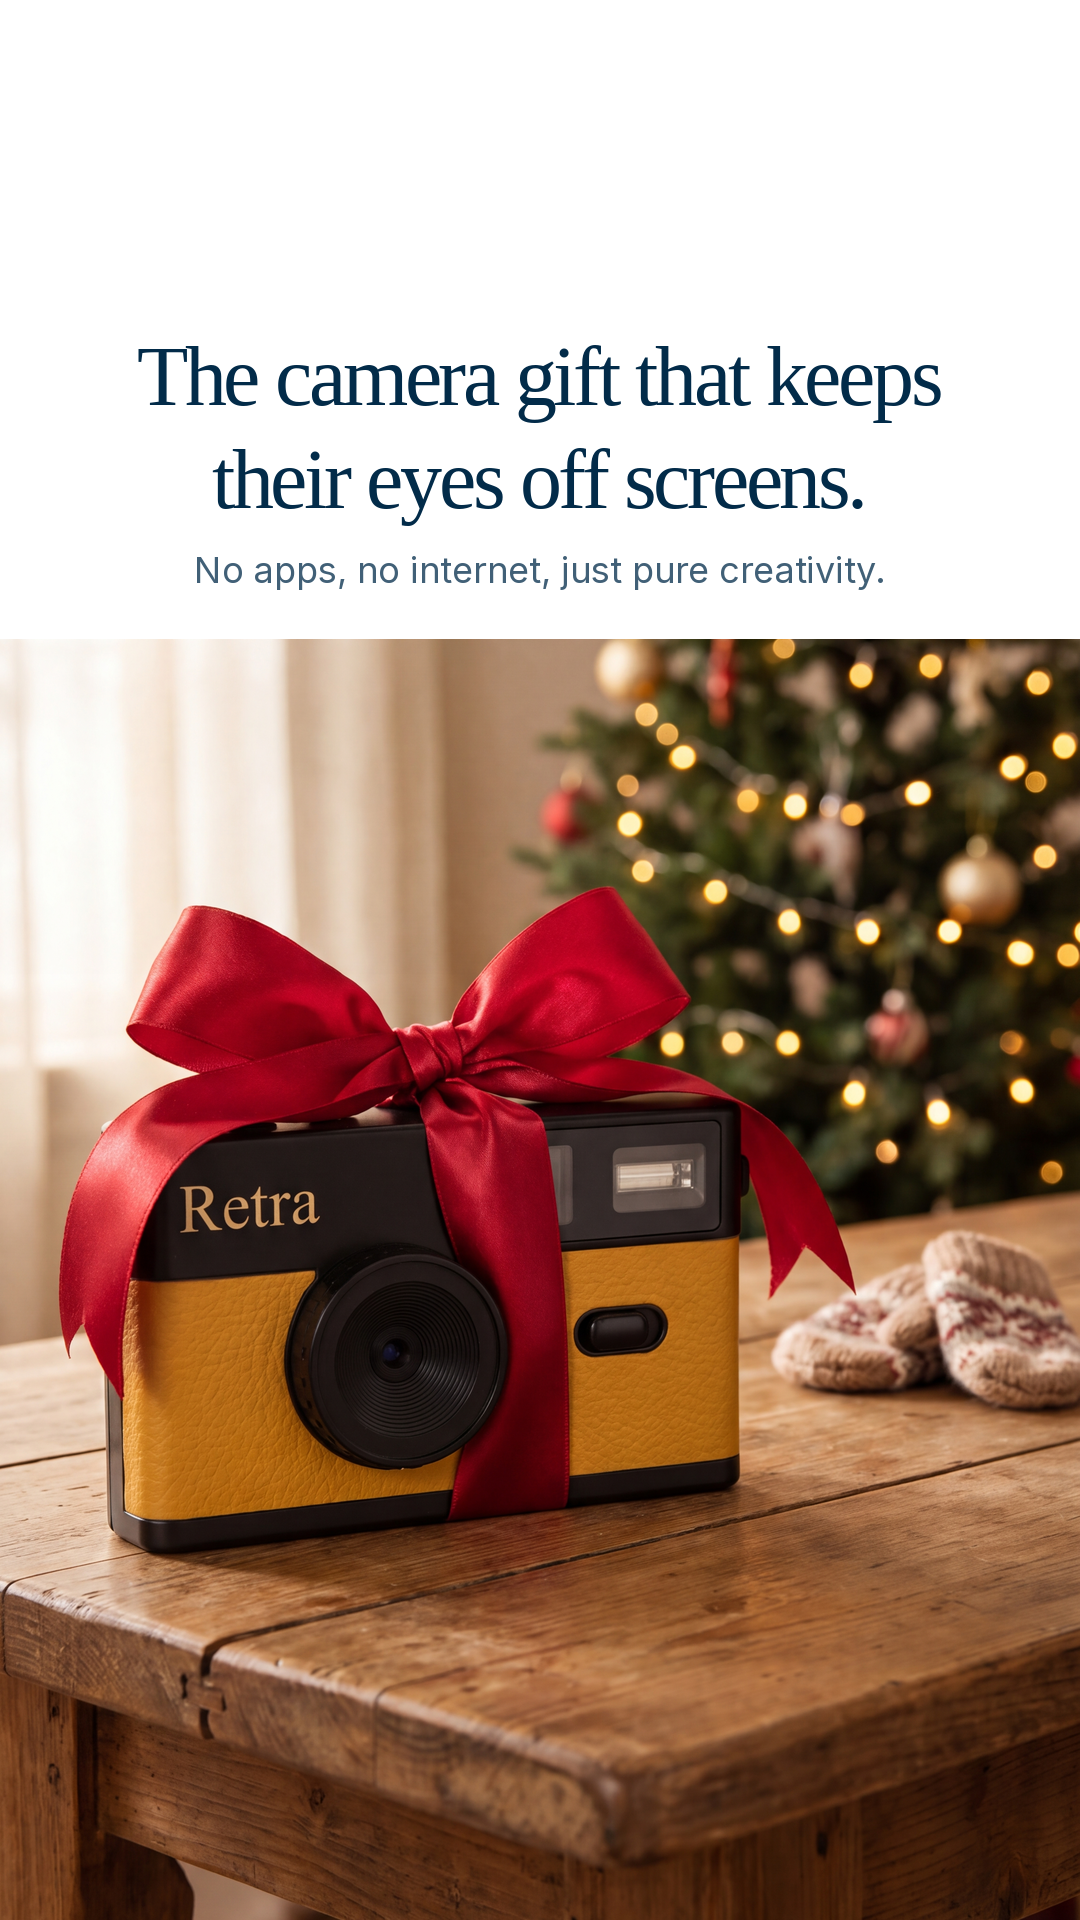 The camera gift that keeps
their eyes off screens.
No apps, no internet, just pure creativity.
Retra